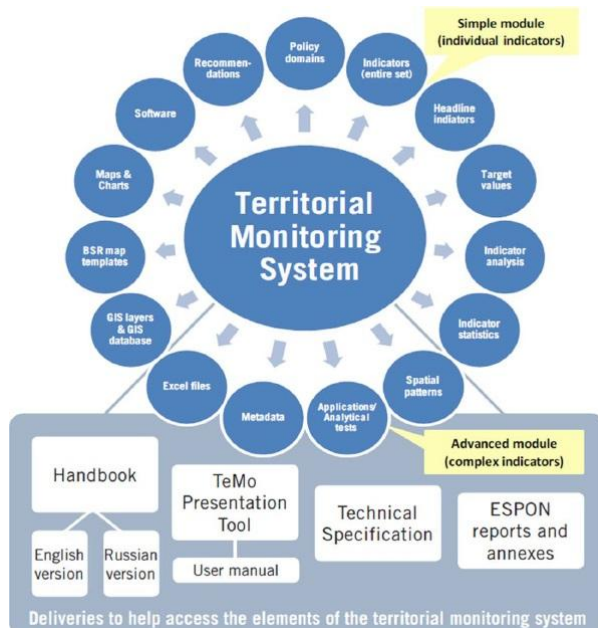 Simple module
(individual indicators)
Policy
domains
Recommen-
dations
Indicators
(entire set)
Software
Headline
indiators
Maps &
Charts
Target
values
Territorial
Monitoring
System
BSR map
templates
Indicator
analysis
GIS layers
& GIS
database
Indicator
statistics
Excel files
Spatial
patterns
Metadata
Applications/
Analytical
tests
Advanced module
(complex indicators)
Handbook
English
version
Russian
version
TeMo
Presentation
Tool
User manual
Technical
Specification
ESPON
reports and
annexes
Deliveries to help access the elements of the territorial monitoring system